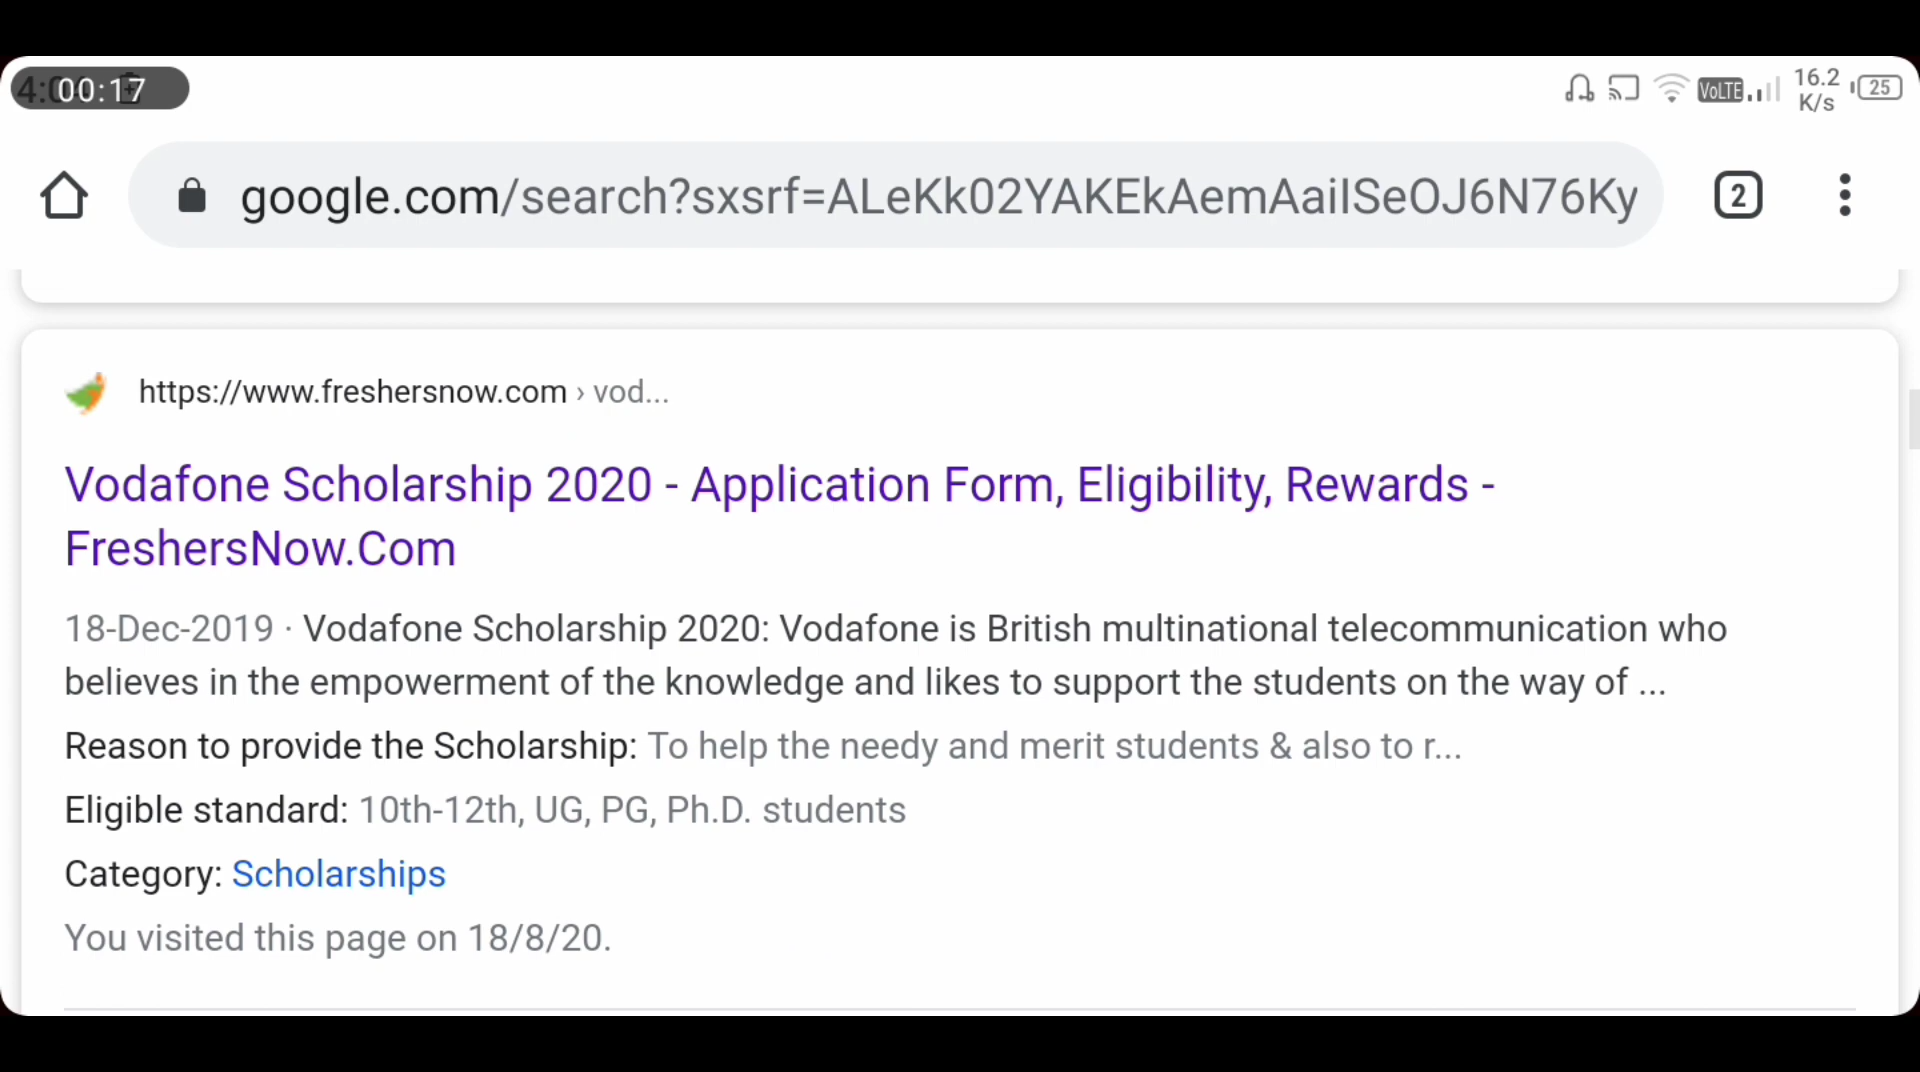 00:17
VoLTE
16.2
K/s
25
google.com/search?sxsrf=ALeKk02YAKEkAemAaiISeOJ6N76Ky
2
https://www.freshersnow.com › vod...
Vodafone Scholarship 2020 - Application Form, Eligibility, Rewards -
FreshersNow.Com
18-Dec-2019 · Vodafone Scholarship 2020: Vodafone is British multinational telecommunication who
believes in the empowerment of the knowledge and likes to support the students on the way of ...
Reason to provide the Scholarship: To help the needy and merit students & also to r...
Eligible standard: 10th-12th, UG, PG, Ph.D. students
Category: Scholarships
You visited this page on 18/8/20.